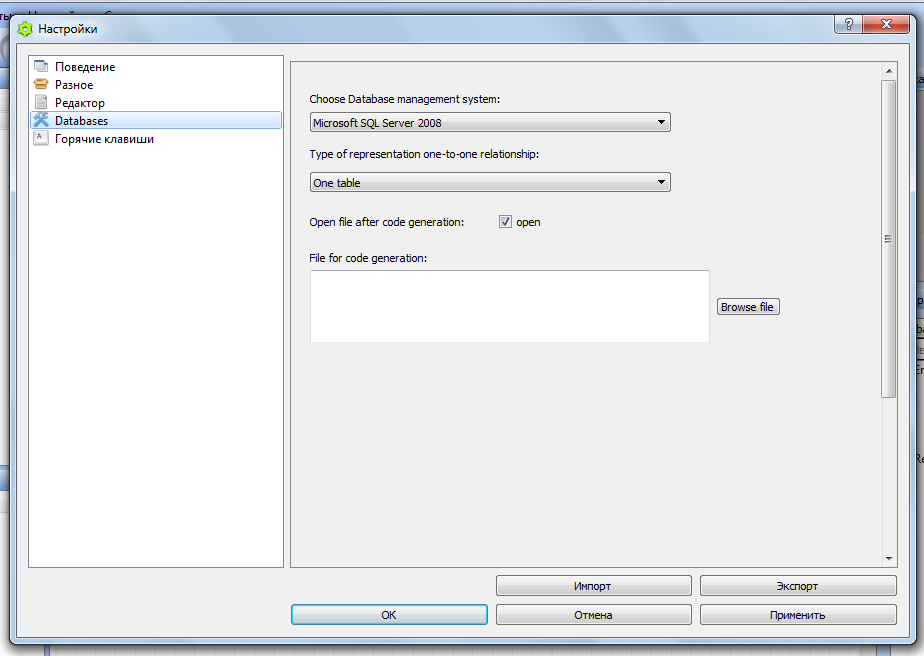 Настройки
Поведение
Разное
Редактор
Databases
Горячие клавиши
Choose Database management system:
Microsoft SQL Server 2008
Type of representation one-to-one relationship:
One table
Open file after code generation:
open
File for code generation:
Browse file
Импорт
Экспорт
OK
Отмена
Применить